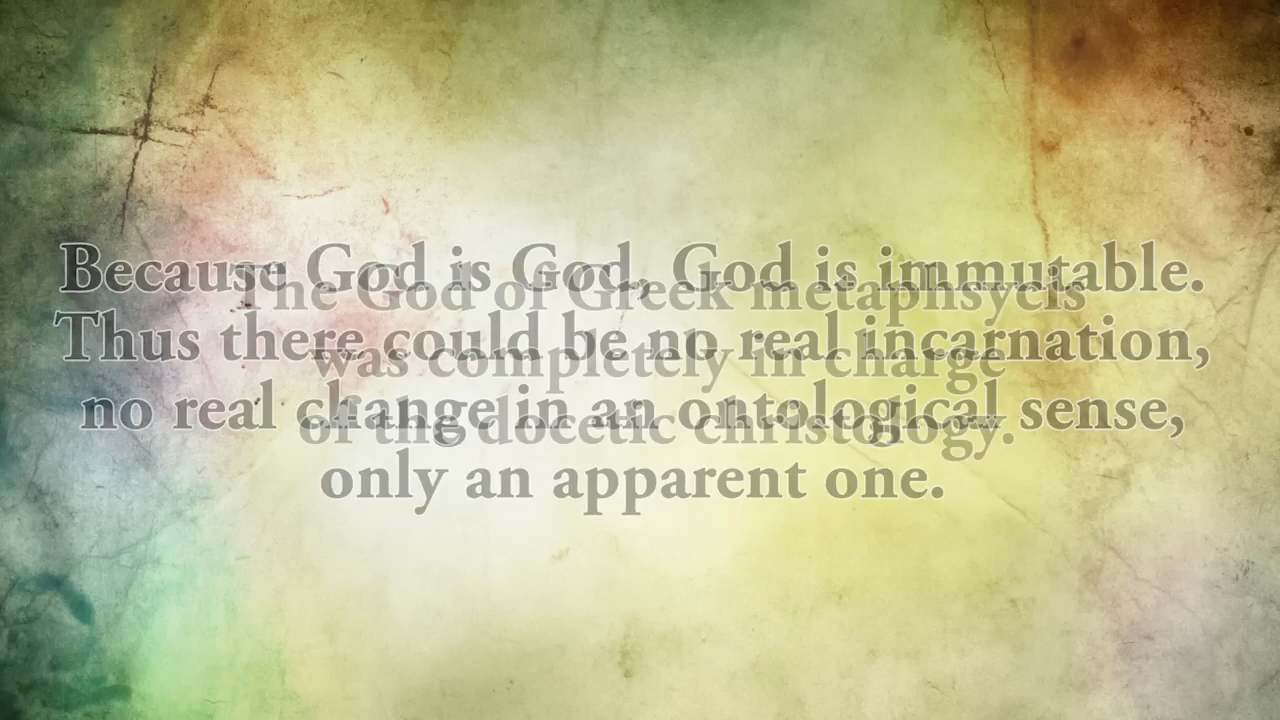 Because God is God, God is immutable.
Thus there could be no real incarnation,
no real change in an ontological sense,
only an apparent one.
The God of Greek metaphsycis
was completely in charge
of the docetic christology.